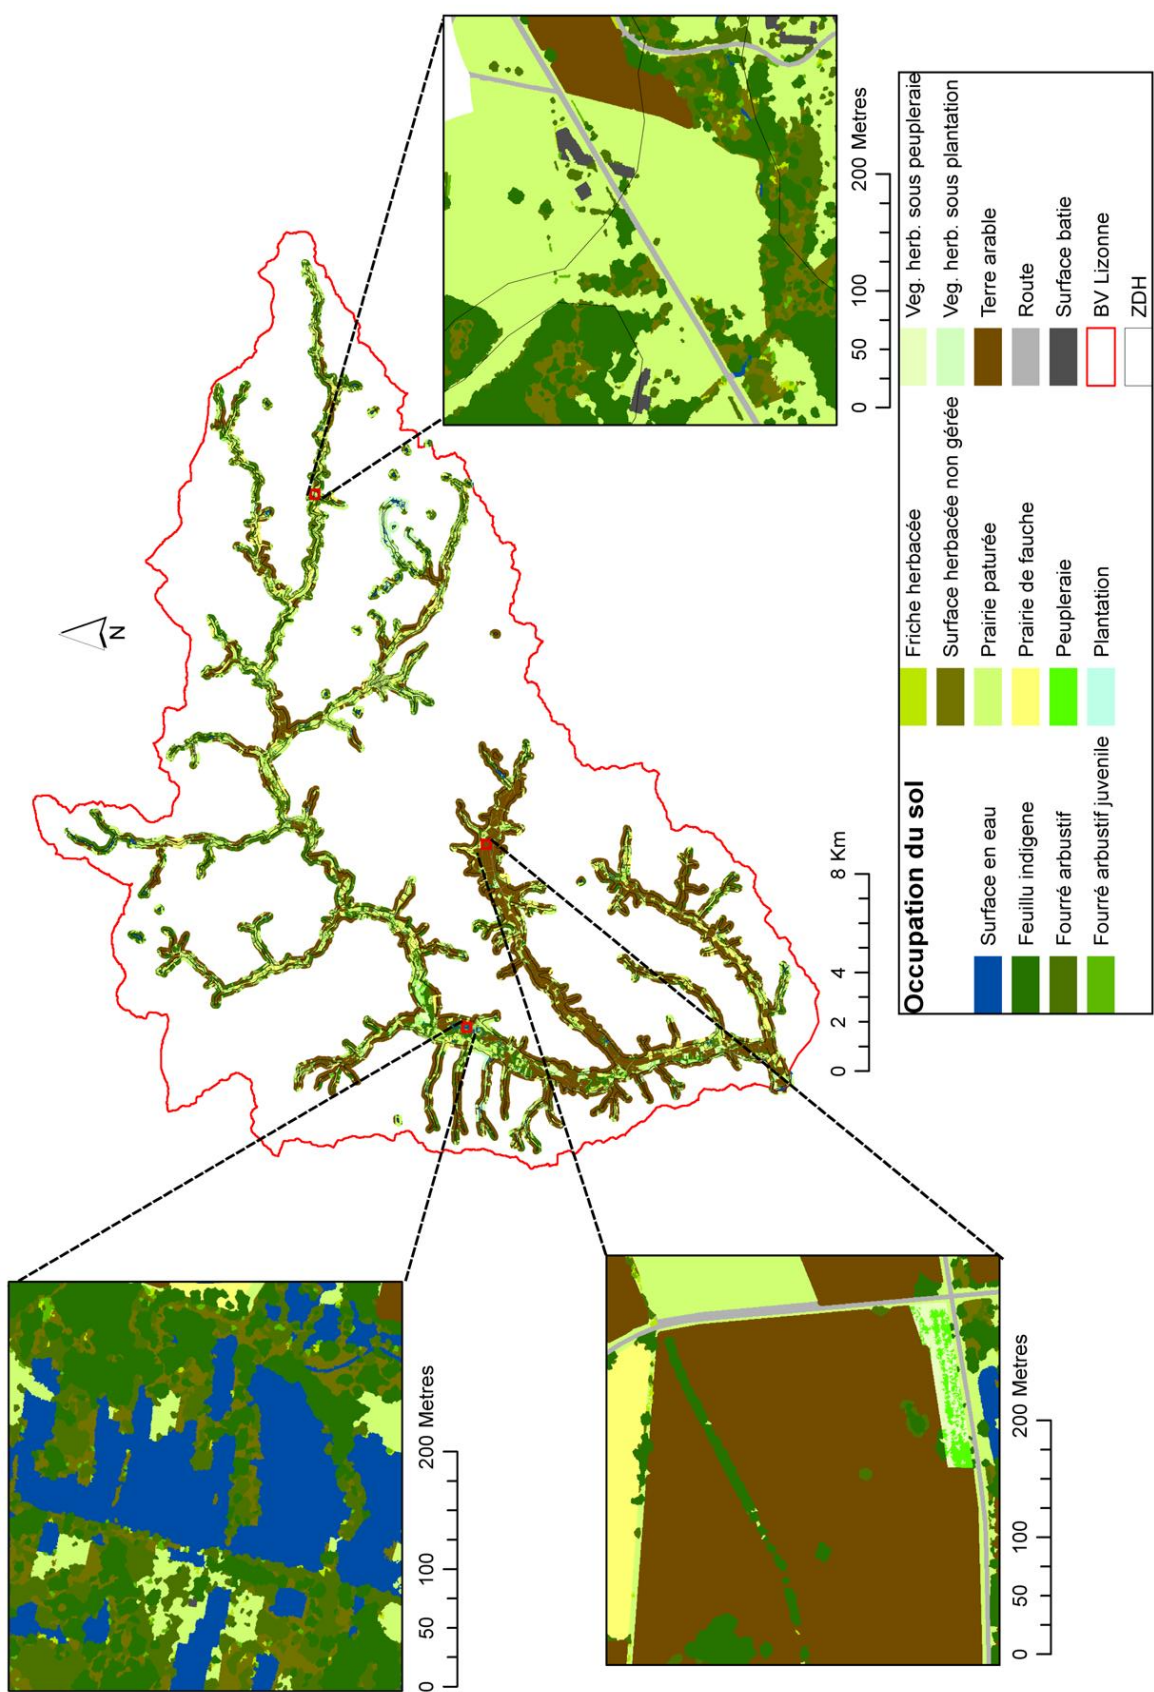 N
0 50 100 200 Metres
0 50 100 200 Metres
0 2 4 8 Km
0 50 100 200 Metres
Occupation du sol
Surface en eau
Feuillu indigene
Fourré arbustif
Fourré arbustif juvenile
Friche herbacée
Surface herbacée non gérée
Prairie paturée
Prairie de fauche
Peupleraie
Plantation
Veg. herb. sous peupleraie
Veg. herb. sous plantation
Terre arable
Route
Surface batie
BV Lizonne
ZDH